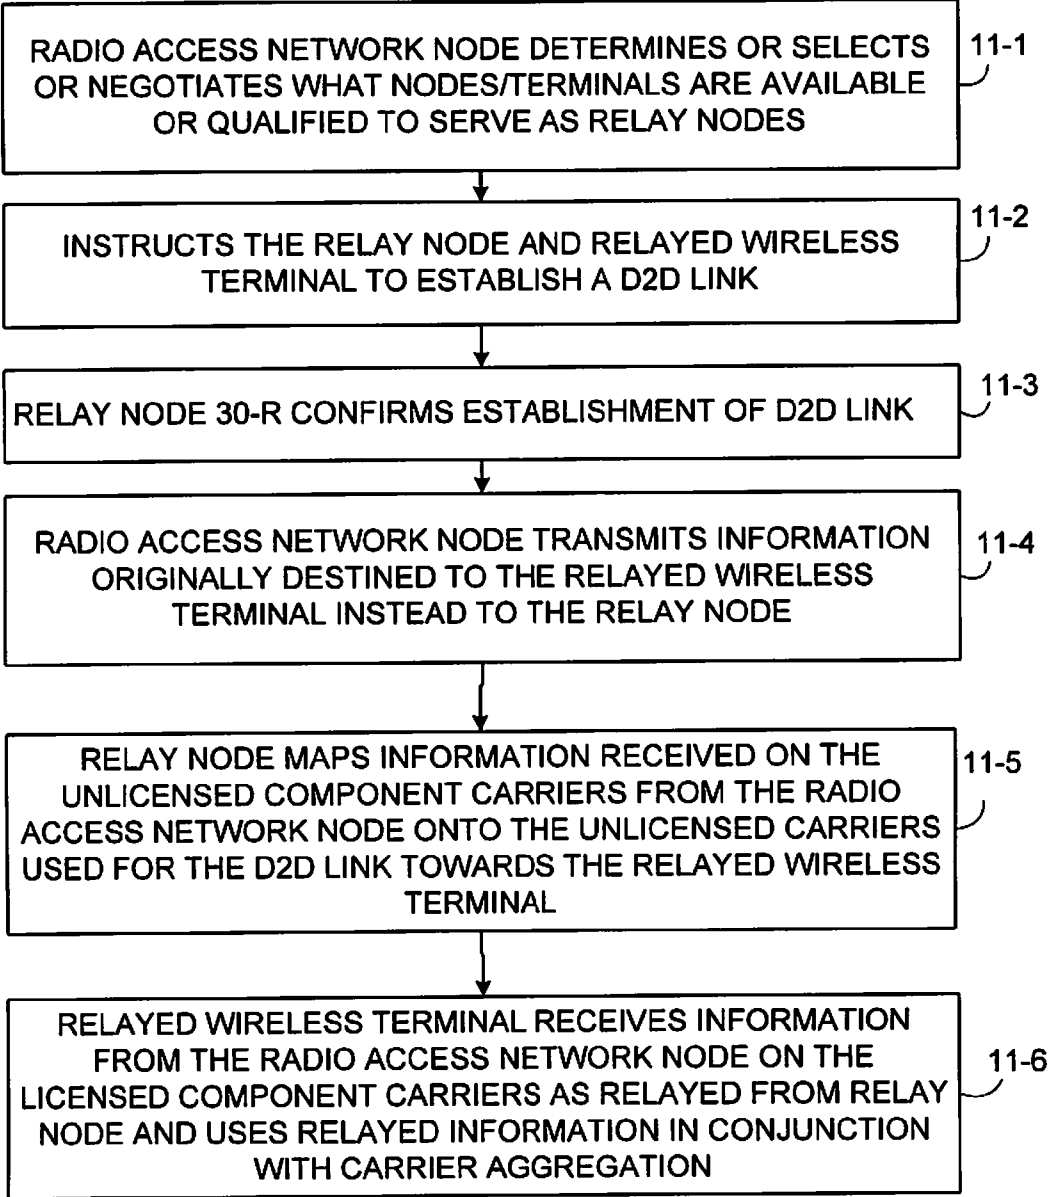 RADIO ACCESS NETWORK NODE DETERMINES OR SELECTS
OR NEGOTIATES WHAT NODES/TERMINALS ARE AVAILABLE
OR QUALIFIED TO SERVE AS RELAY NODES
11-1
INSTRUCTS THE RELAY NODE AND RELAYED WIRELESS
TERMINAL TO ESTABLISH A D2D LINK
11-2
RELAY NODE 30-R CONFIRMS ESTABLISHMENT OF D2D LINK
11-3
RADIO ACCESS NETWORK NODE TRANSMITS INFORMATION
ORIGINALLY DESTINED TO THE RELAYED WIRELESS
TERMINAL INSTEAD TO THE RELAY NODE
11-4
RELAY NODE MAPS INFORMATION RECEIVED ON THE
UNLICENSED COMPONENT CARRIERS FROM THE RADIO
ACCESS NETWORK NODE ONTO THE UNLICENSED CARRIERS
USED FOR THE D2D LINK TOWARDS THE RELAYED WIRELESS
TERMINAL
11-5
RELAYED WIRELESS TERMINAL RECEIVES INFORMATION
FROM THE RADIO ACCESS NETWORK NODE ON THE
LICENSED COMPONENT CARRIERS AS RELAYED FROM RELAY
NODE AND USES RELAYED INFORMATION IN CONJUNCTION
WITH CARRIER AGGREGATION
11-6